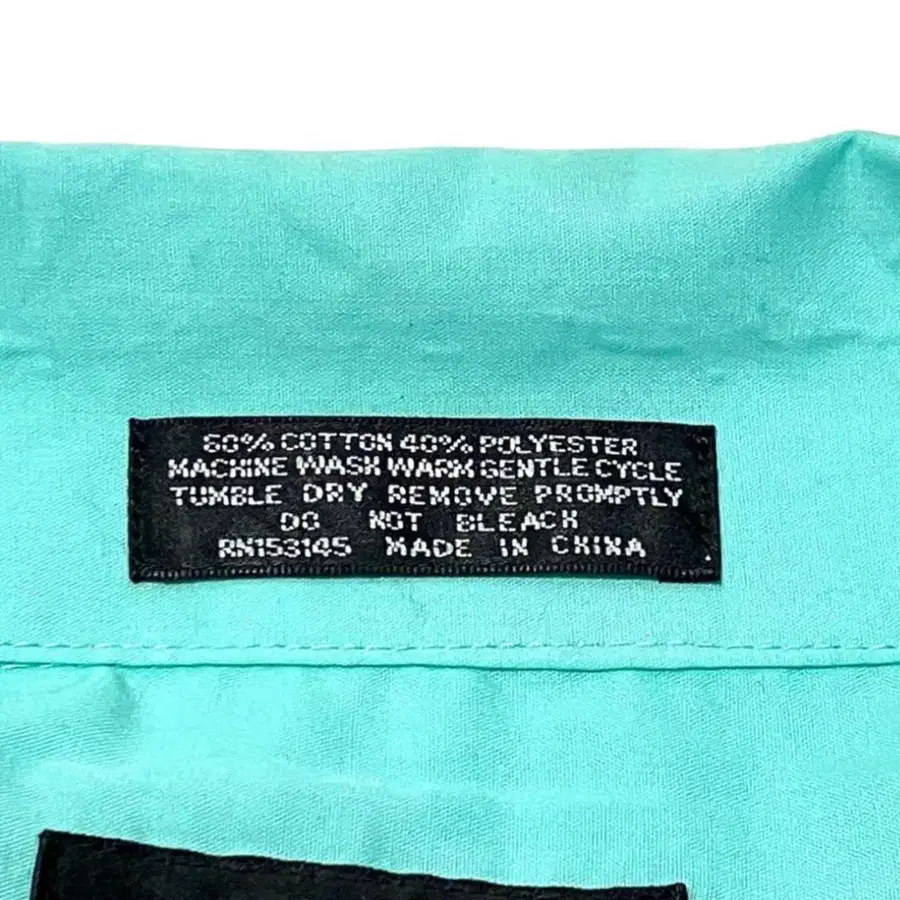 60% COTTON 40% POLYESTER
MACHINE WASH WARM GENTLE CYCLE
TUMBLE DRY REMOVE PROMPTLY
DO NOT BLEACH
RN153145 MADE IN CHINA